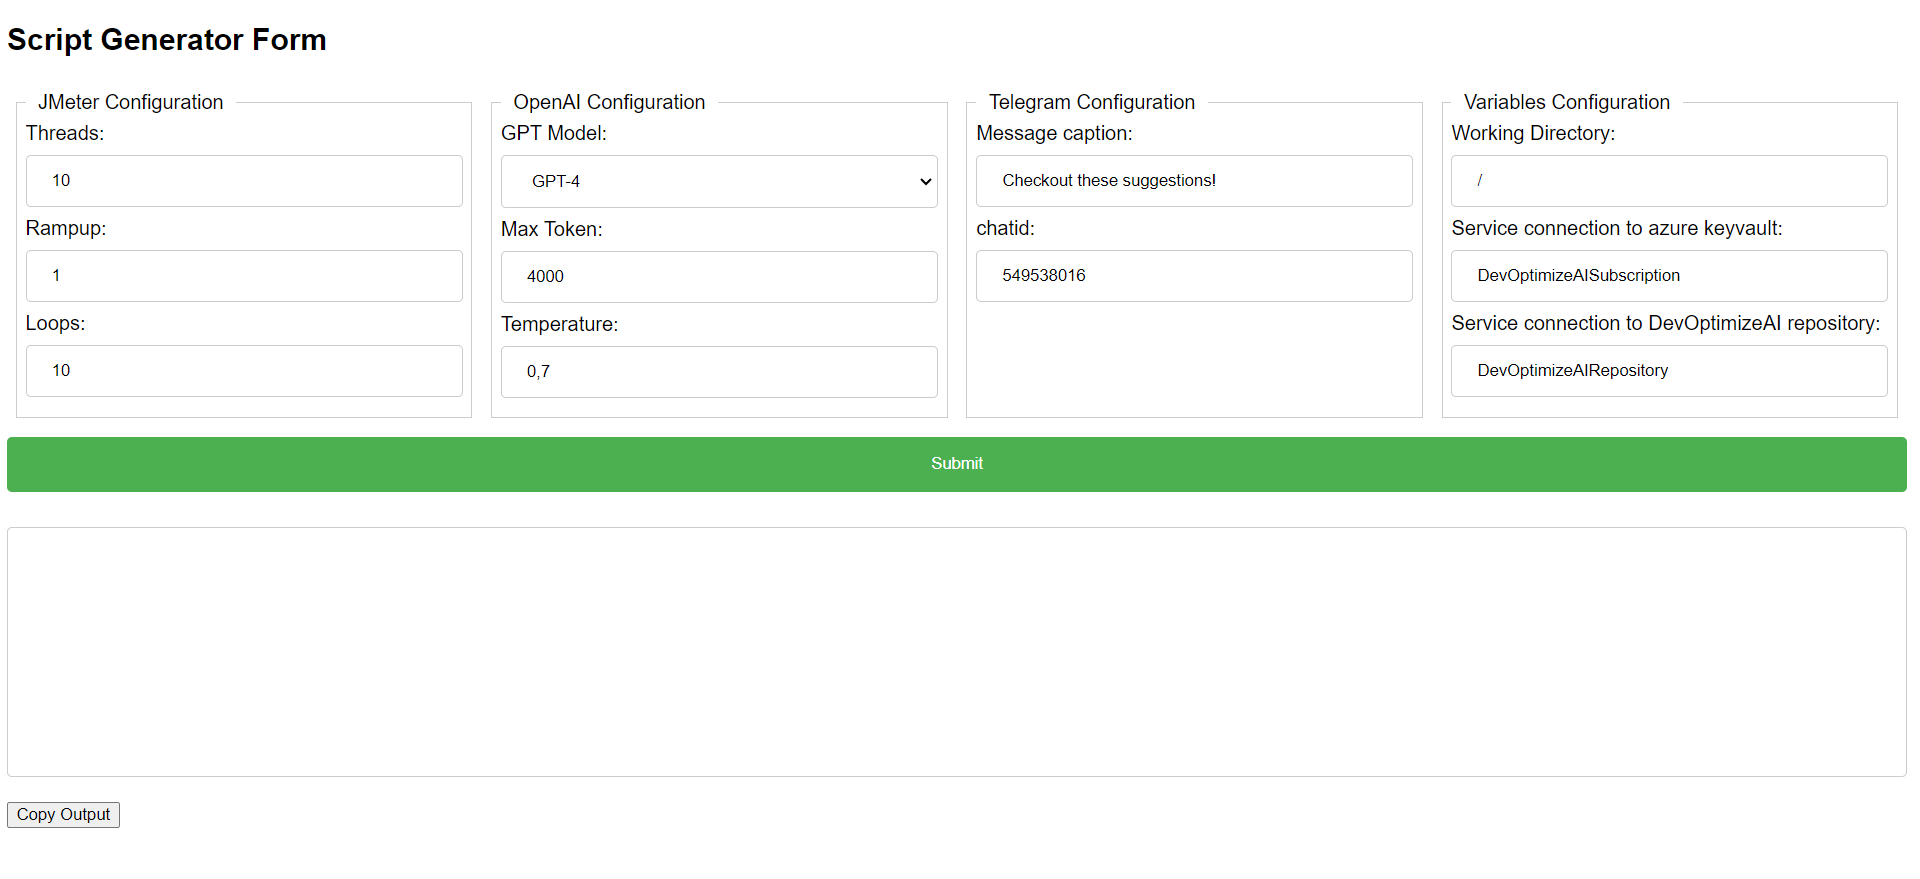 Script Generator Form
JMeter Configuration
Threads:
10
Rampup:
1
Loops:
10
OpenAI Configuration
GPT Model:
GPT-4
Max Token:
4000
Temperature:
0,7
Telegram Configuration
Message caption:
Checkout these suggestions!
chatid:
549538016
Variables Configuration
Working Directory:
/
Service connection to azure keyvault:
DevOptimizeAISubscription
Service connection to DevOptimizeAI repository:
DevOptimizeAIRepository
Submit
Copy Output